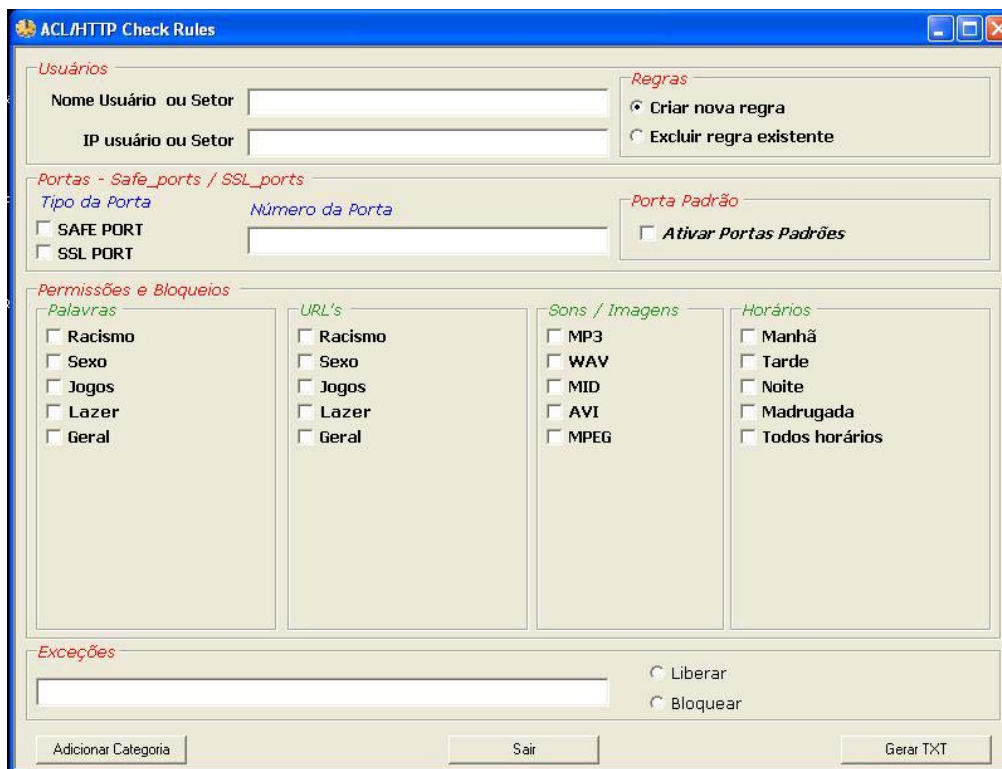 ACL/HTTP Check Rules
Usuários
Nome Usuário ou Setor
IP usuário ou Setor
Regras
Criar nova regra
Excluir regra existente
Portas - Safe_ports / SSL_ports
Tipo da Porta
SAFE PORT
SSL PORT
Número da Porta
Porta Padrão
Ativar Portas Padrões
Permissões e Bloqueios
Palavras
Racismo
Sexo
Jogos
Lazer
Geral
URL's
Racismo
Sexo
Jogos
Lazer
Geral
Sons / Imagens
MP3
WAV
MID
AVI
MPEG
Horários
Manhã
Tarde
Noite
Madrugada
Todos horários
Exceções
Liberar
Bloquear
Adicionar Categoria
Sair
Gerar TXT